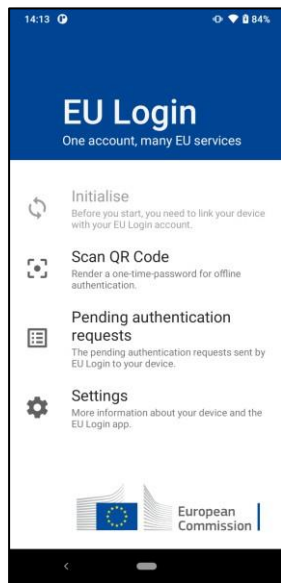 14:13
84%
EU Login
One account, many EU services
Initialise
Before you start, you need to link your device
with your EU Login account.
Scan QR Code
Render a one-time-password for offline
authentication.
Pending authentication
requests
The pending authentication requests sent by
EU Login to your device.
Settings
More information about your device and the
EU Login app.
European
Commission